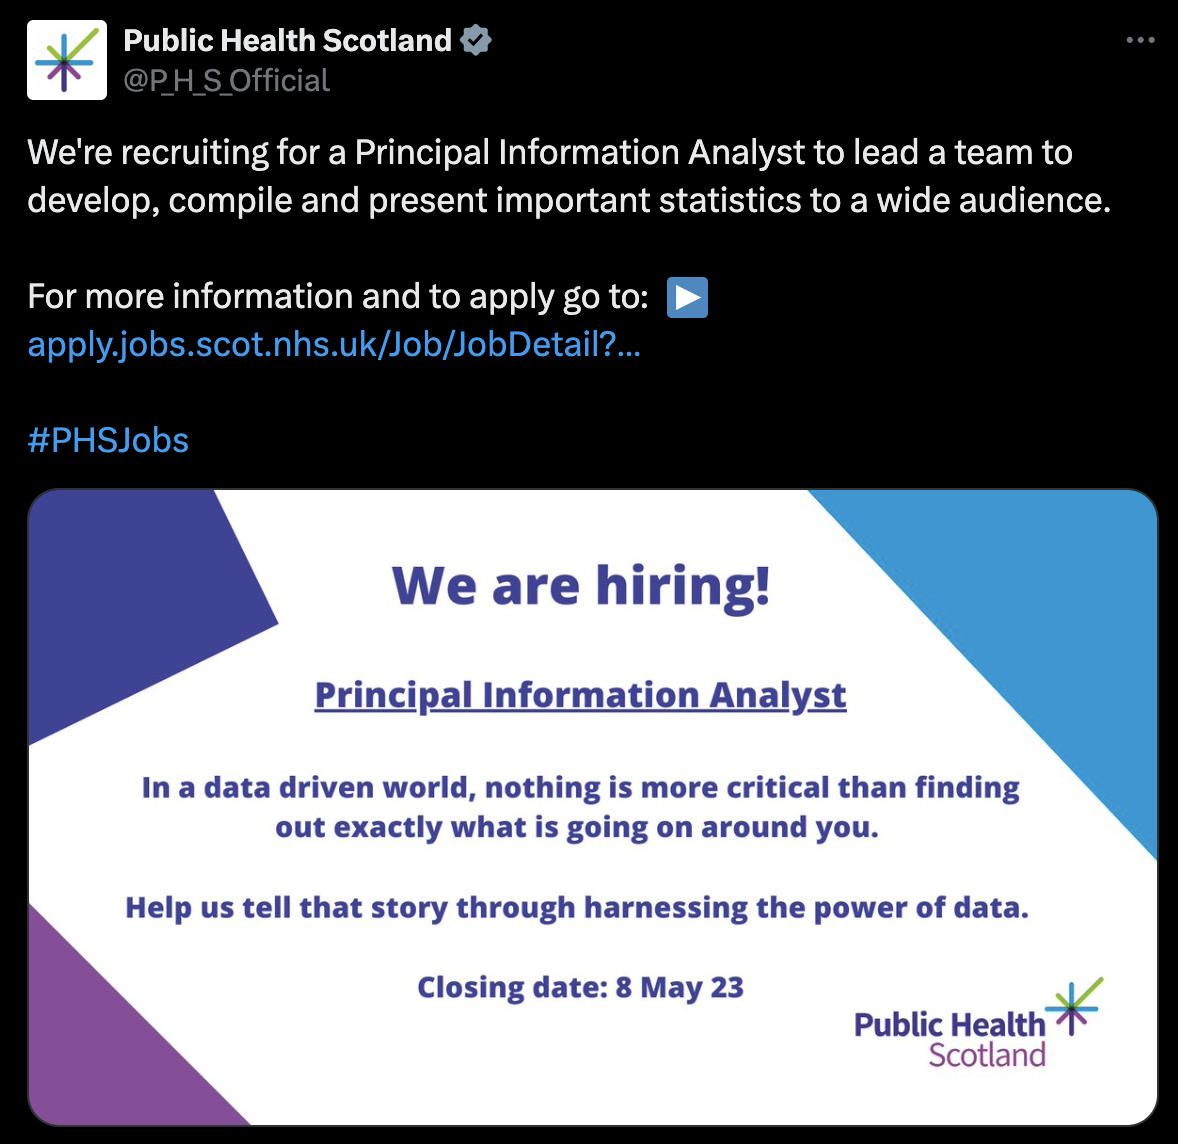 Public Health Scotland
@P_H_S_Official
We're recruiting for a Principal Information Analyst to lead a team to
develop, compile and present important statistics to a wide audience.
For more information and to apply go to: ▶️
apply.jobs.scot.nhs.uk/Job/JobDetail?...
#PHSJobs
We are hiring!
Principal Information Analyst
In a data driven world, nothing is more critical than finding
out exactly what is going on around you.
Help us tell that story through harnessing the power of data.
Closing date: 8 May 23
Public Health
Scotland